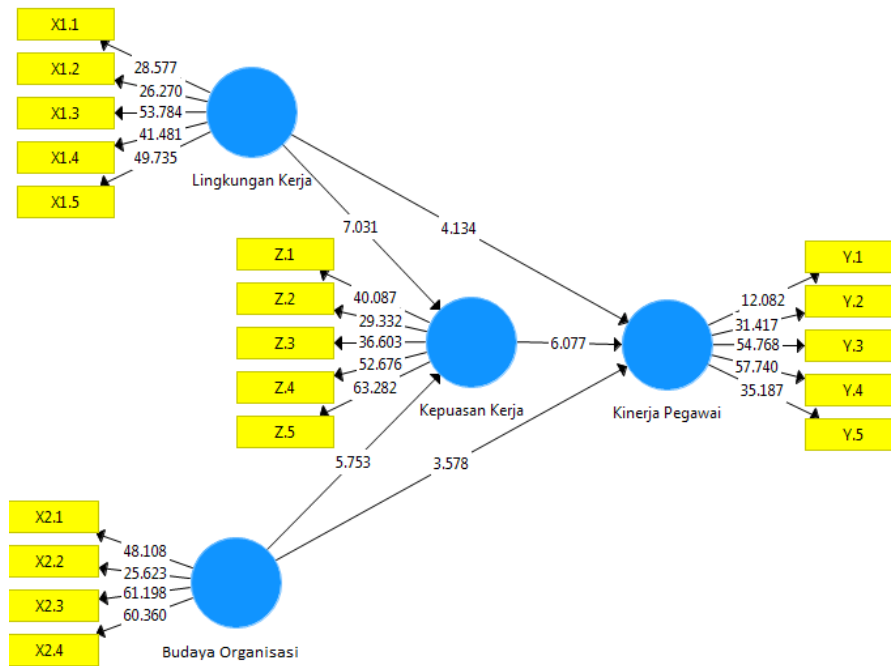 X1.1
X1.2
X1.3
X1.4
X1.5
28.577
26.270
53.784
41.481
49.735
Lingkungan Kerja
7.031
4.134
Z.1
Z.2
Z.3
Z.4
Z.5
40.087
29.332
36.603
52.676
63.282
Kepuasan Kerja
6.077
Kinerja Pegawai
12.082
31.417
54.768
57.740
35.187
Y.1
Y.2
Y.3
Y.4
Y.5
5.753
3.578
X2.1
X2.2
X2.3
X2.4
48.108
25.623
61.198
60.360
Budaya Organisasi